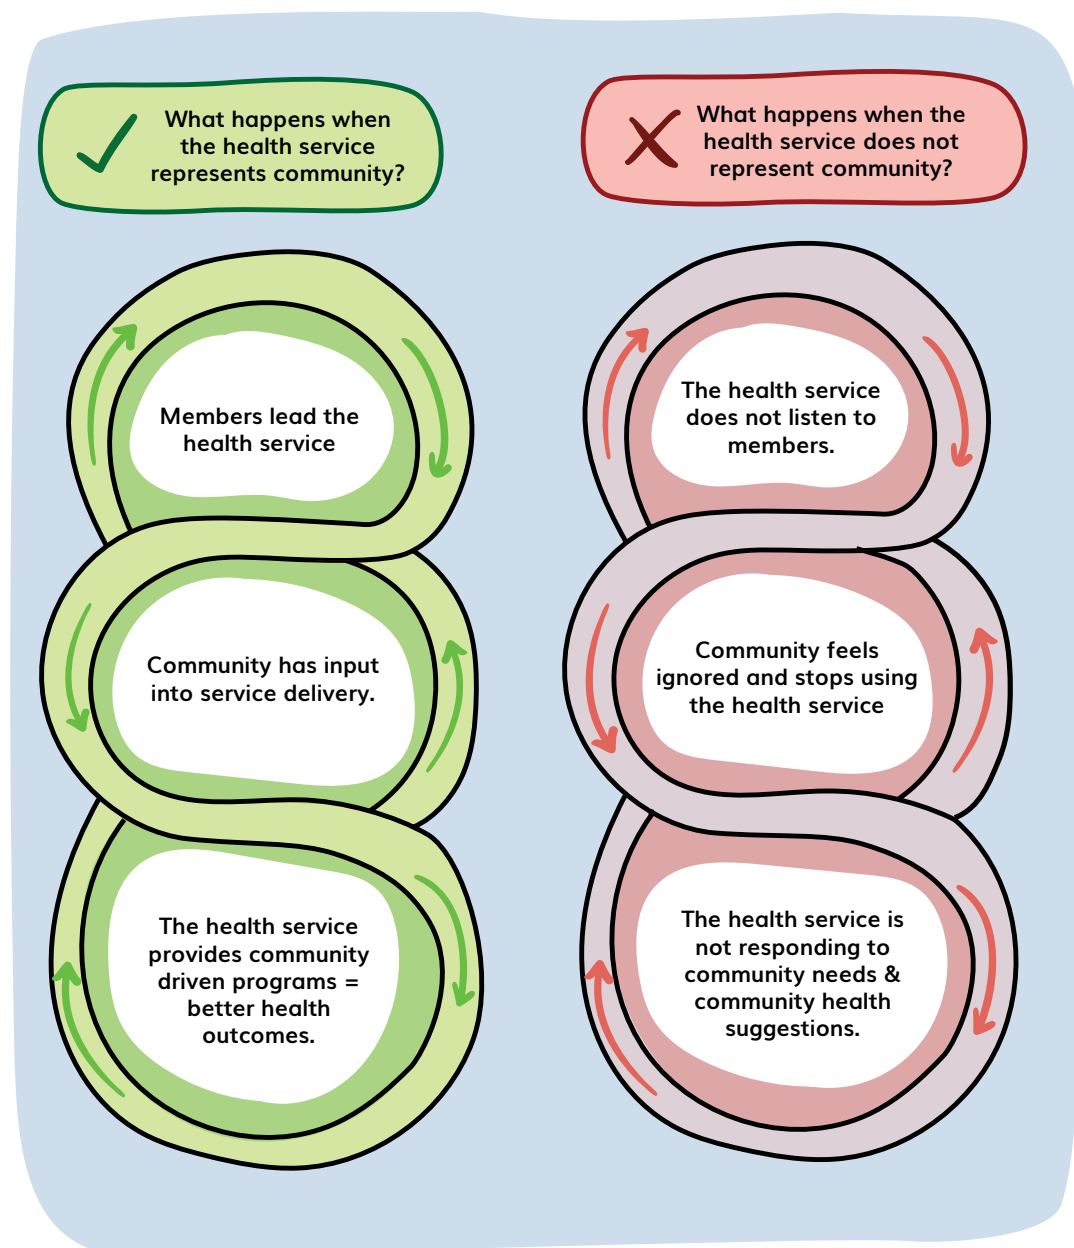 What happens when
the health service
represents community?
Members lead the
health service
Community has input
into service delivery.
The health service
provides community
driven programs =
better health
outcomes.
What happens when the
health service does not
represent community?
The health service
does not listen to
members.
Community feels
ignored and stops using
the health service
The health service is
not responding to
community needs &
community health
suggestions.